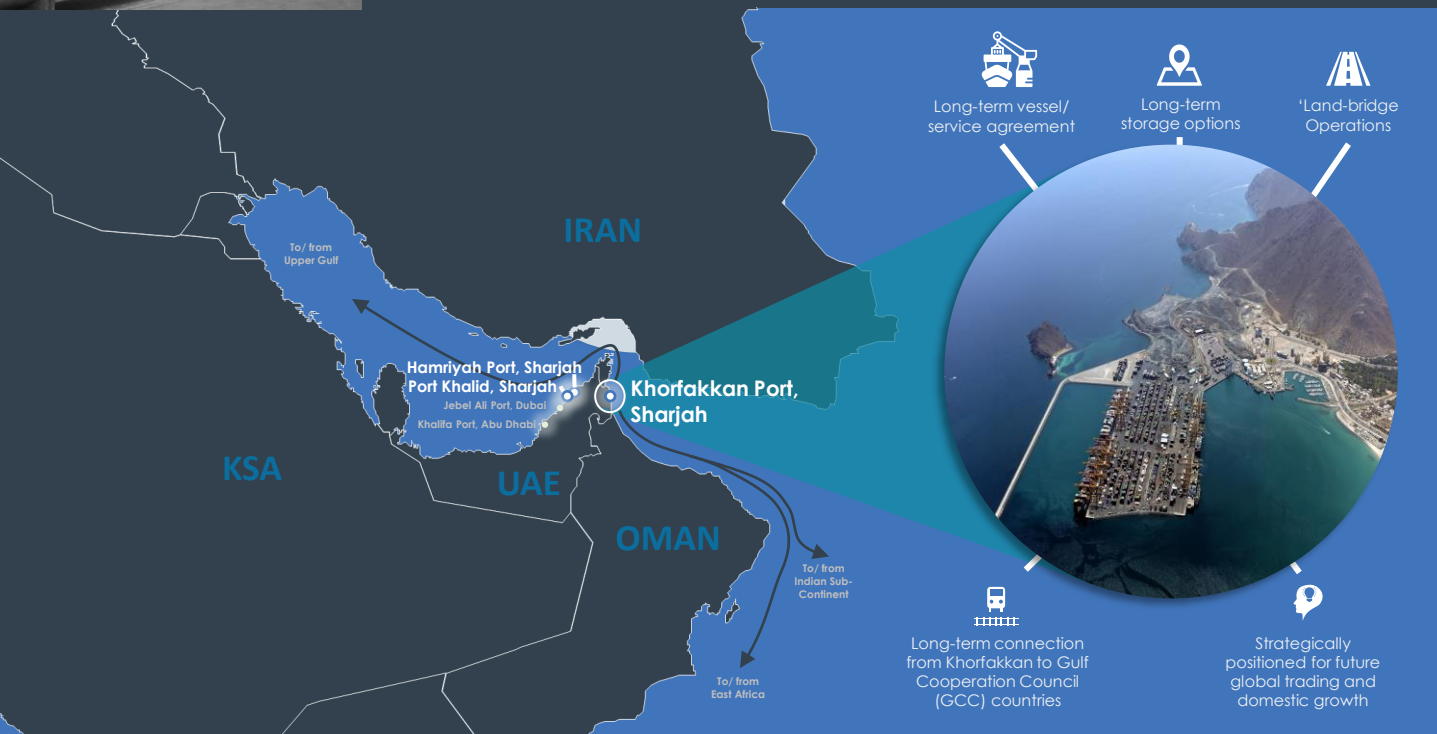 Long-term vessel/
service agreement
Long-term
storage options
‘Land-bridge
Operations
IRAN
To/ from
Upper Gulf
Hamriyah Port, Sharjah
Port Khalid, Sharjah
Jebel Ali Port, Dubai
Khalifa Port, Abu Dhabi
Khorfakkan Port,
Sharjah
KSA
UAE
OMAN
To/ from
Indian Sub-
Continent
To/ from
East Africa
Long-term connection
from Khorfakkan to Gulf
Cooperation Council
(GCC) countries
Strategically
positioned for future
global trading and
domestic growth